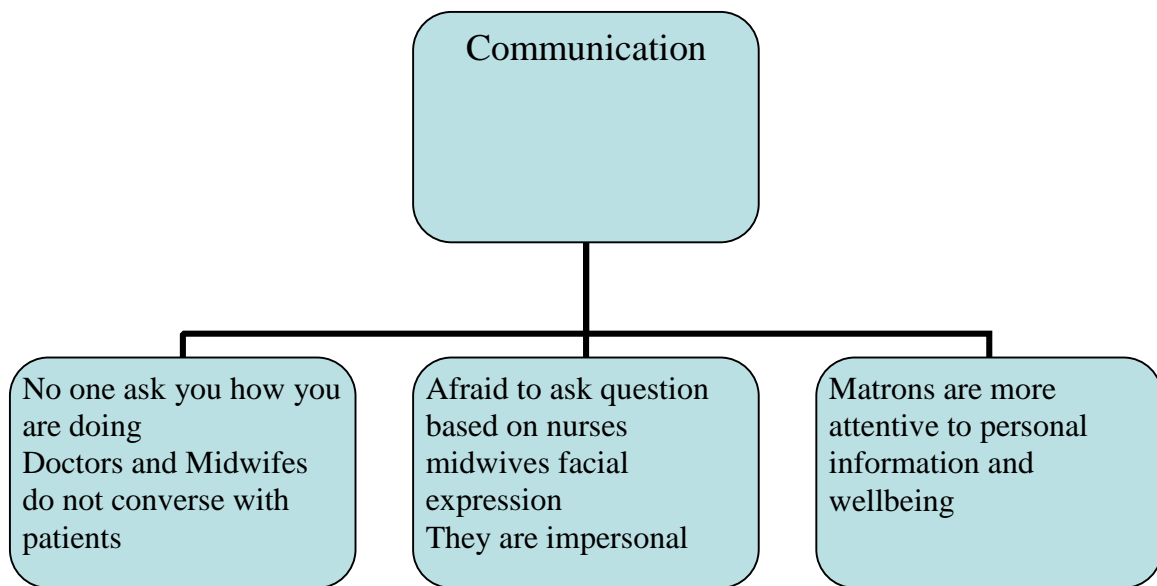 Communication
No one ask you how you
are doing
Doctors and Midwifes
do not converse with
patients
Afraid to ask question
based on nurses
midwives facial
expression
They are impersonal
Matrons are more
attentive to personal
information and
wellbeing